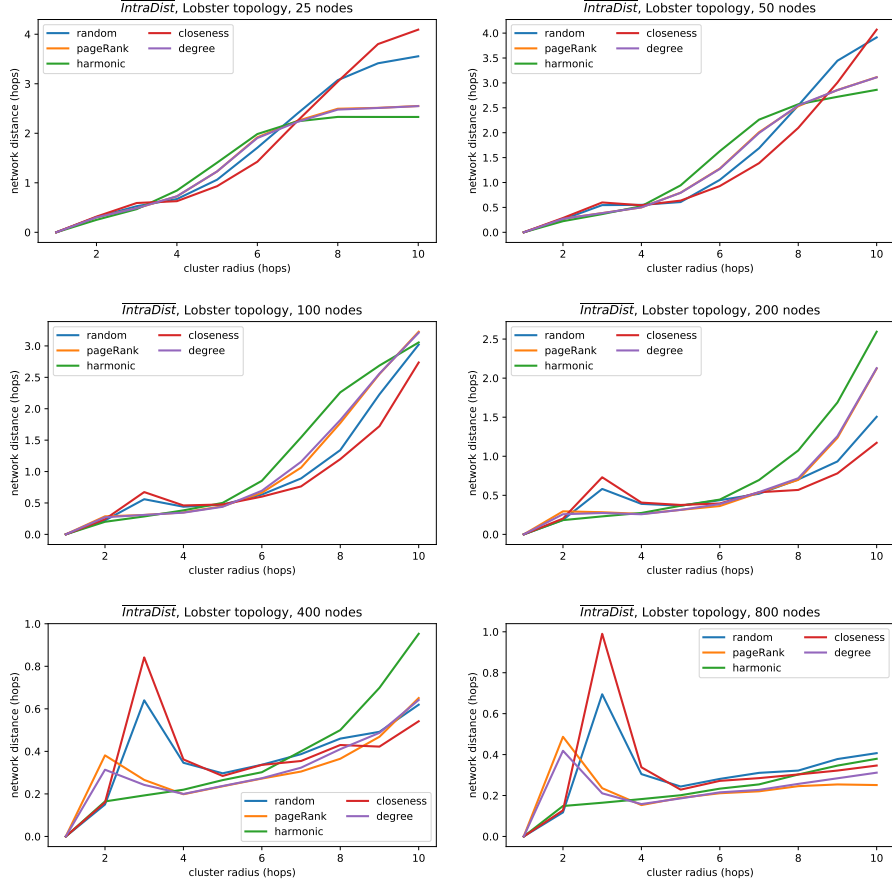 IntraDist, Lobster topology, 25 nodes
random
pageRank
harmonic
closeness
degree
network distance (hops)
4
3
2
1
0
2 4 6 8 10
cluster radius (hops)
IntraDist, Lobster topology, 50 nodes
random
pageRank
harmonic
closeness
degree
network distance (hops)
4.0
3.5
3.0
2.5
2.0
1.5
1.0
0.5
0.0
2 4 6 8 10
cluster radius (hops)
IntraDist, Lobster topology, 100 nodes
random
pageRank
harmonic
closeness
degree
network distance (hops)
3.0
2.5
2.0
1.5
1.0
0.5
0.0
2 4 6 8 10
cluster radius (hops)
IntraDist, Lobster topology, 200 nodes
random
pageRank
harmonic
closeness
degree
network distance (hops)
2.5
2.0
1.5
1.0
0.5
0.0
2 4 6 8 10
cluster radius (hops)
IntraDist, Lobster topology, 400 nodes
random
pageRank
harmonic
closeness
degree
network distance (hops)
1.0
0.8
0.6
0.4
0.2
0.0
2 4 6 8 10
cluster radius (hops)
IntraDist, Lobster topology, 800 nodes
random
pageRank
harmonic
closeness
degree
network distance (hops)
1.0
0.8
0.6
0.4
0.2
0.0
2 4 6 8 10
cluster radius (hops)